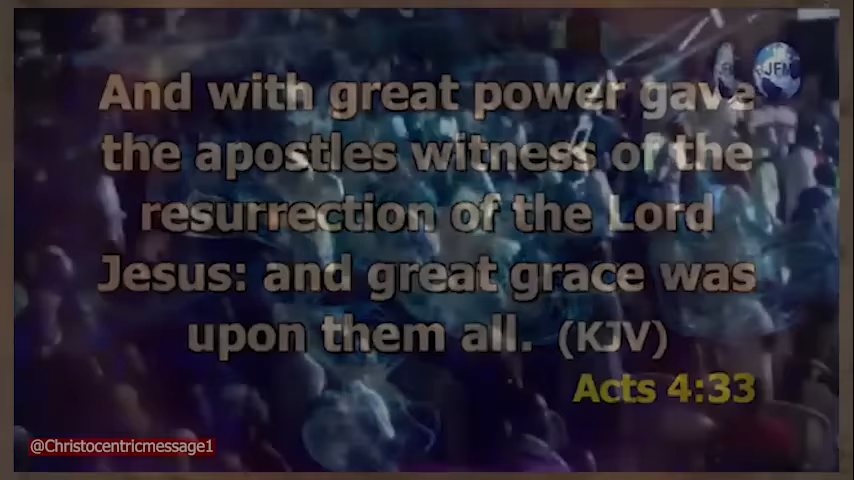 JFM
And with great power gave
the apostles witness of the
resurrection of the Lord
Jesus: and great grace was
upon them all. (KJV)
Acts 4:33
@Christocentricmessage1